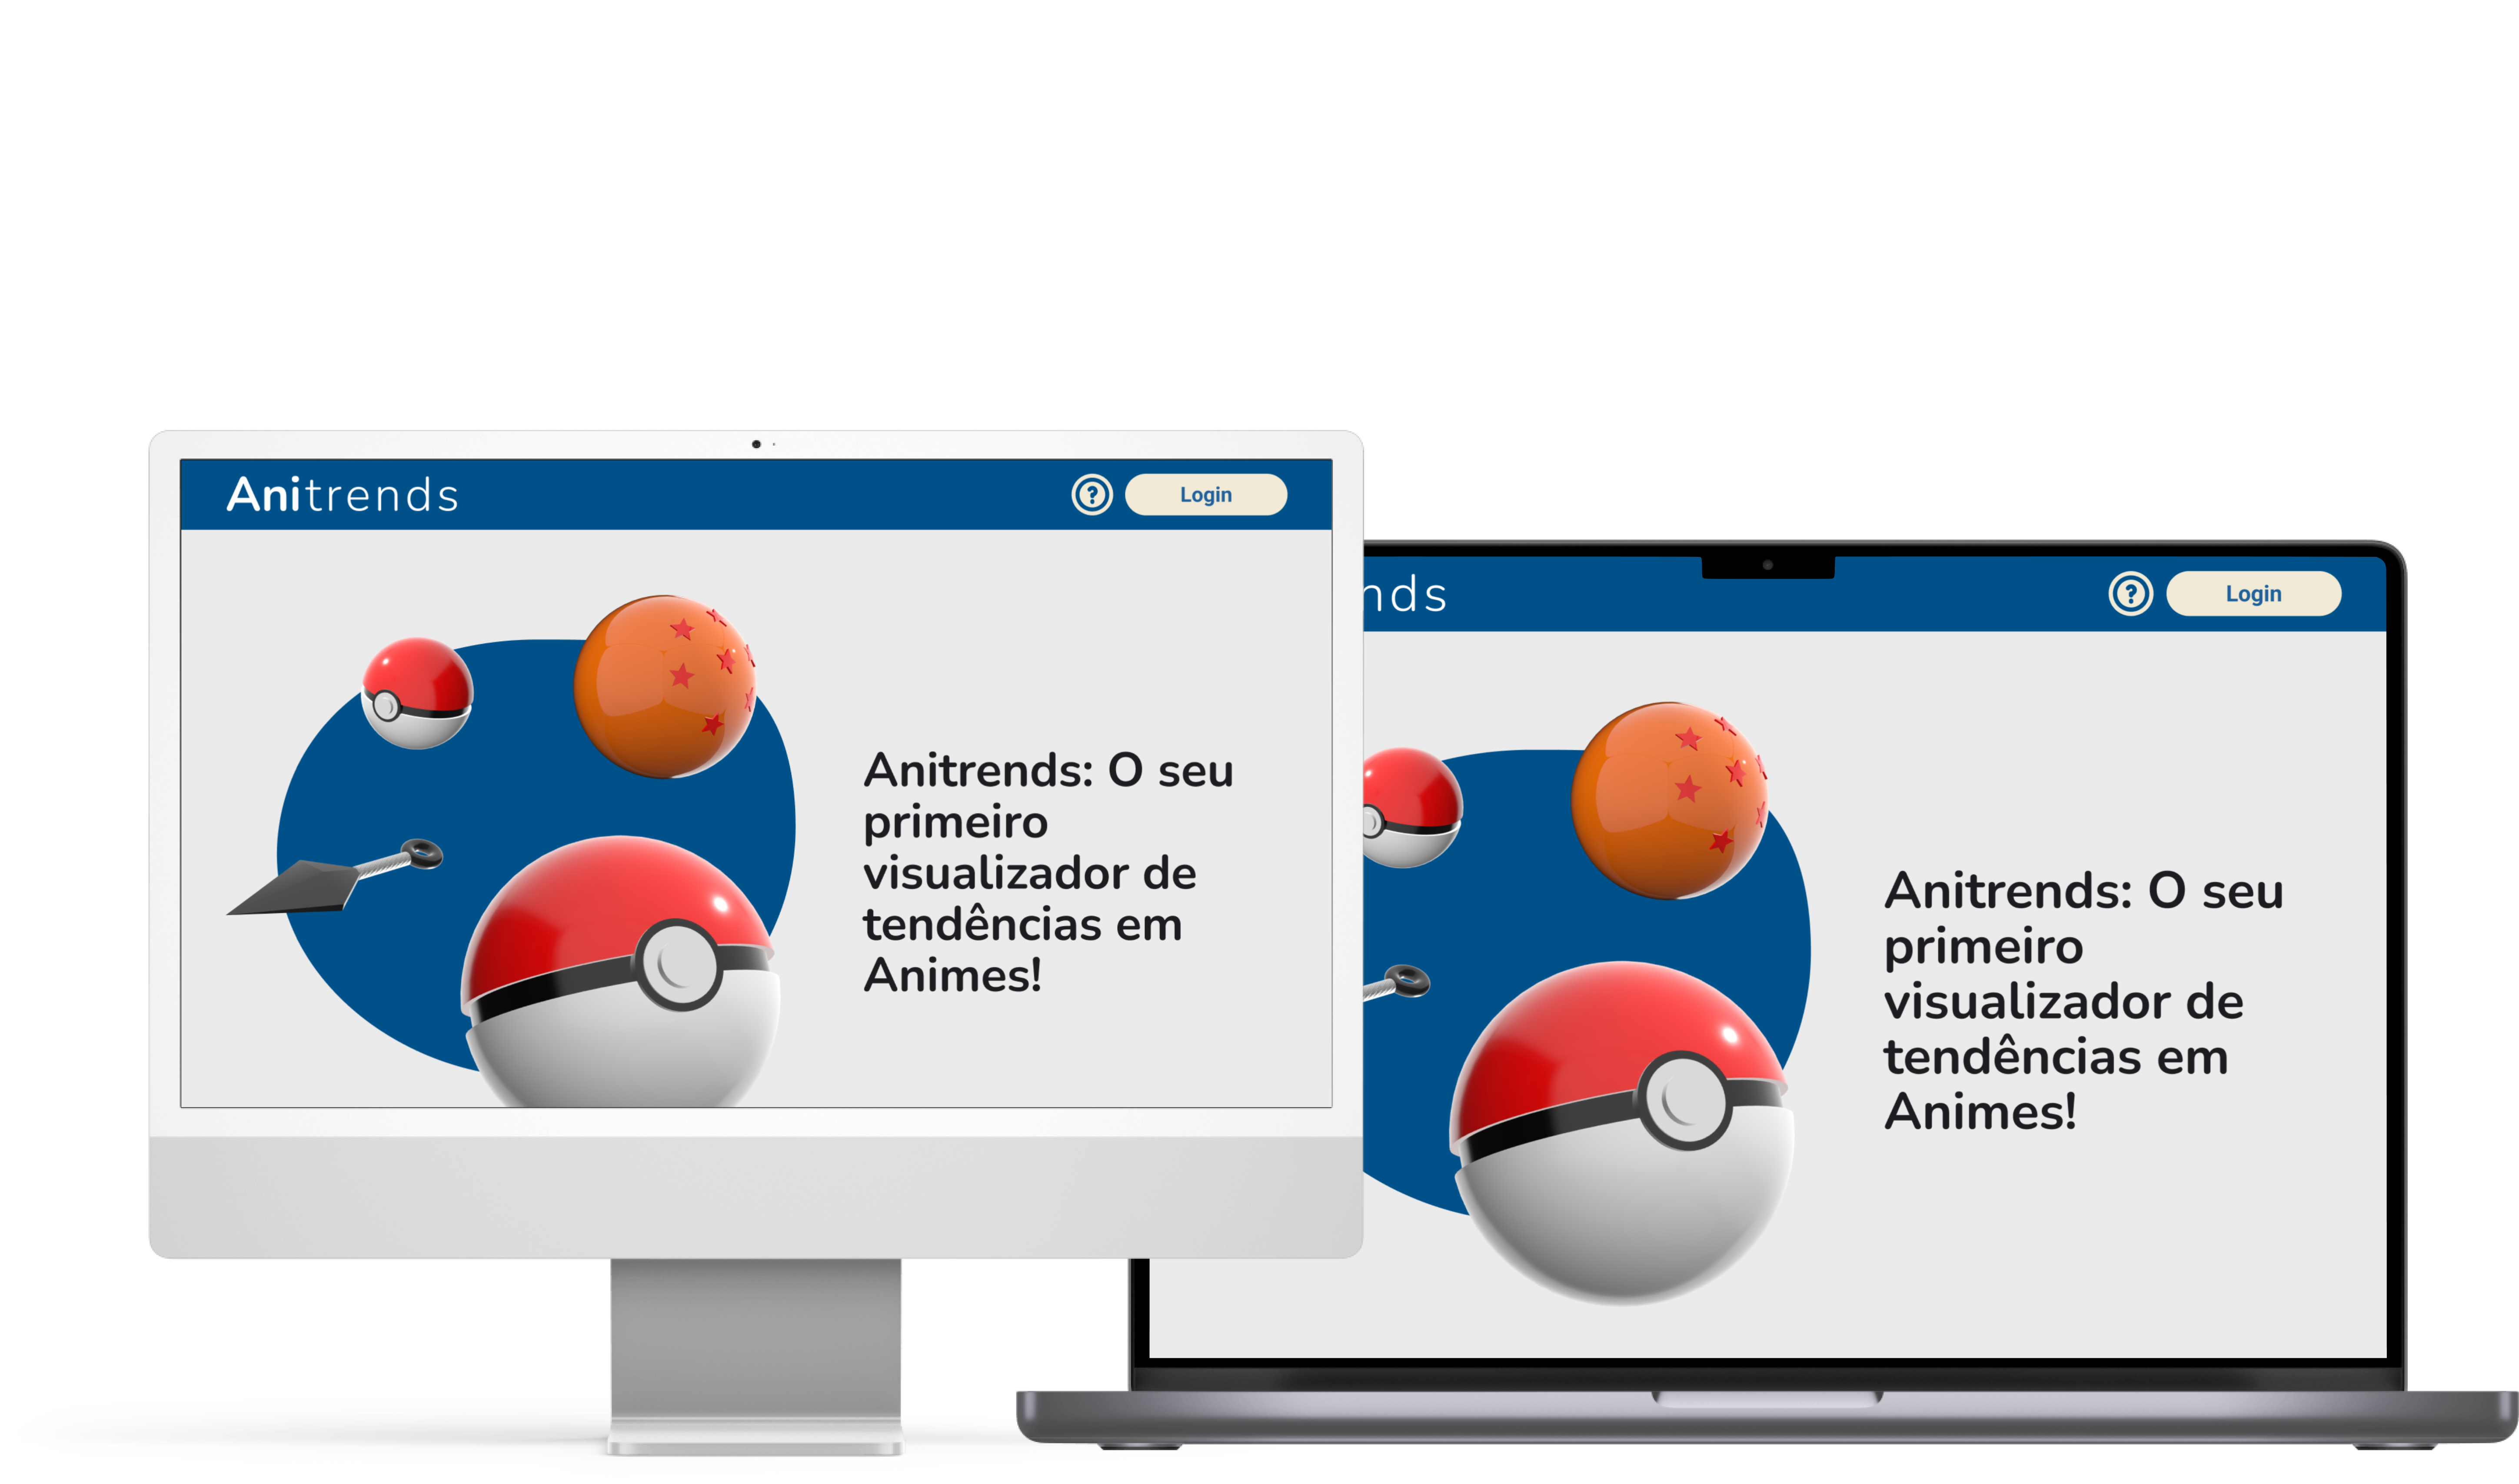 Anitrends
? Login
Anitrends: O seu
primeiro
visualizador de
tendências em
Animes!
nds
? Login
Anitrends: O seu
primeiro
visualizador de
tendências em
Animes!